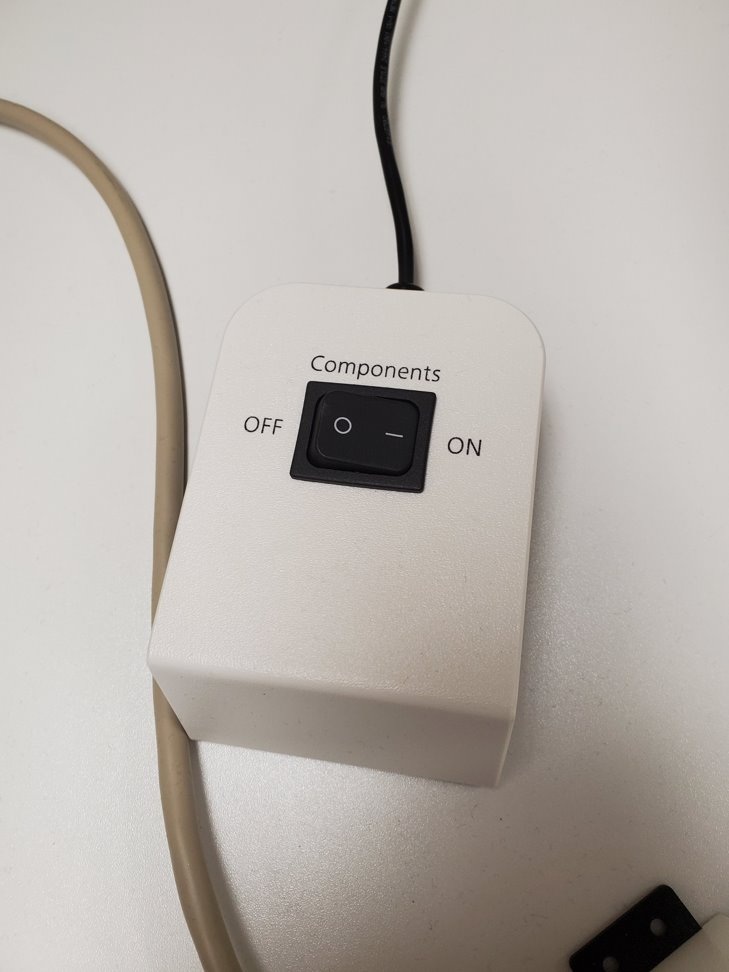 Components
OFF
O —
ON